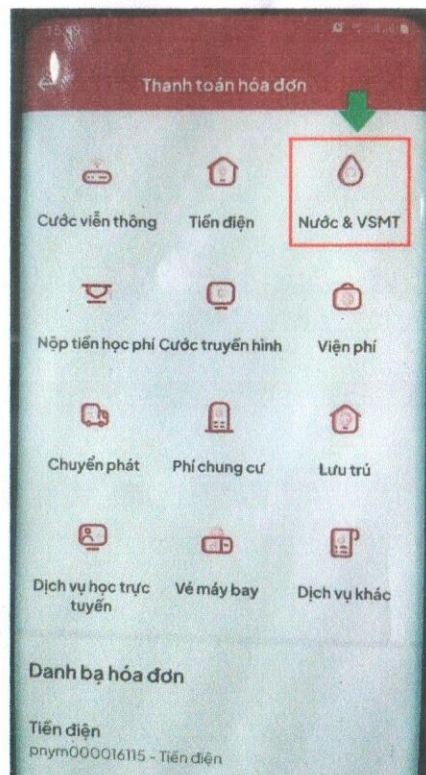 Thanh toán hóa đơn
Cước viễn thông
Tiền điện
Nước & VSMT
Nộp tiền học phí
Cước truyền hình
Viện phí
Chuyển phát
Phí chung cư
Lưu trú
Dịch vụ học trực
tuyến
Vé máy bay
Dịch vụ khác
Danh bạ hóa đơn
Tiền điện
pnym000016115 - Tiền điện